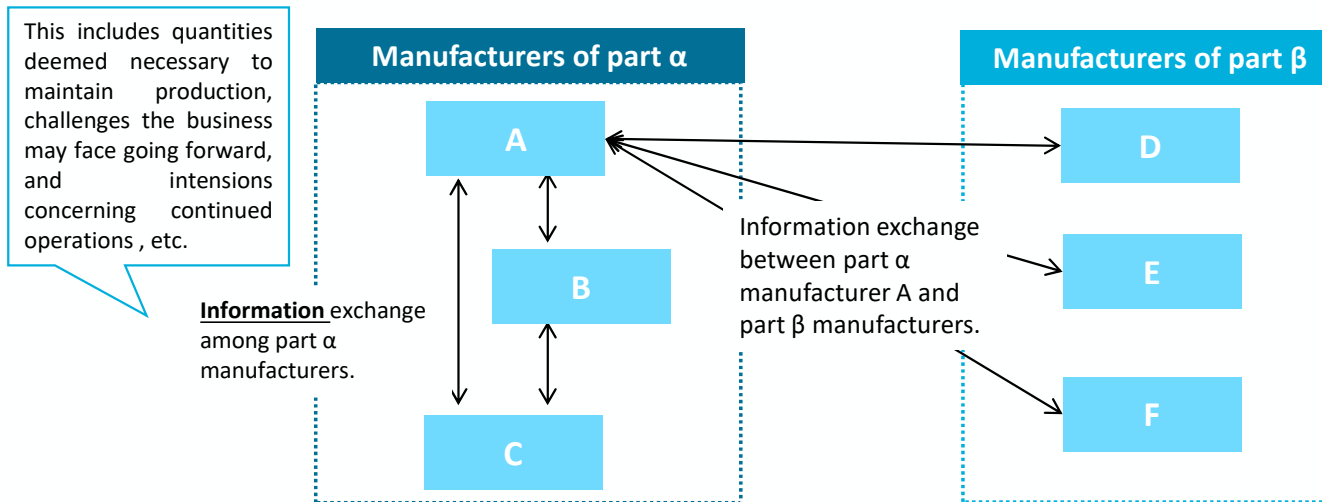 This includes quantities
deemed necessary to
maintain production,
challenges the business
may face going forward,
and intensions
concerning continued
operations , etc.
Manufacturers of part α
A
B
C
Information exchange
among part α
manufacturers.
Information exchange
between part α
manufacturer A and
part β manufacturers.
Manufacturers of part β
D
E
F